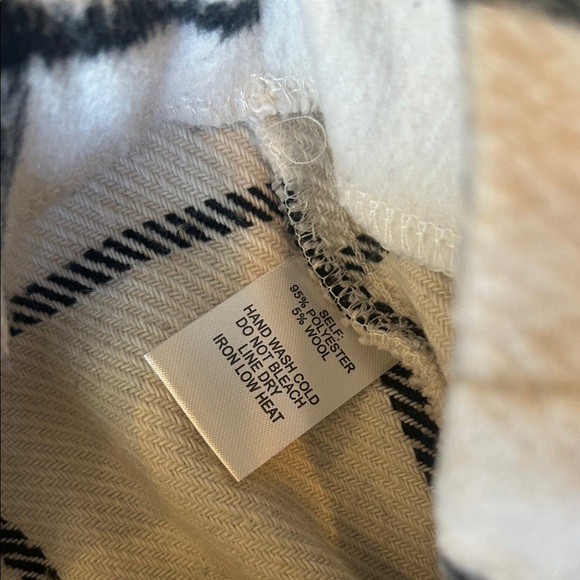 SELF:
95% POLYESTER
5% WOOL
HAND WASH COLD
DO NOT BLEACH
LINE DRY
IRON LOW HEAT